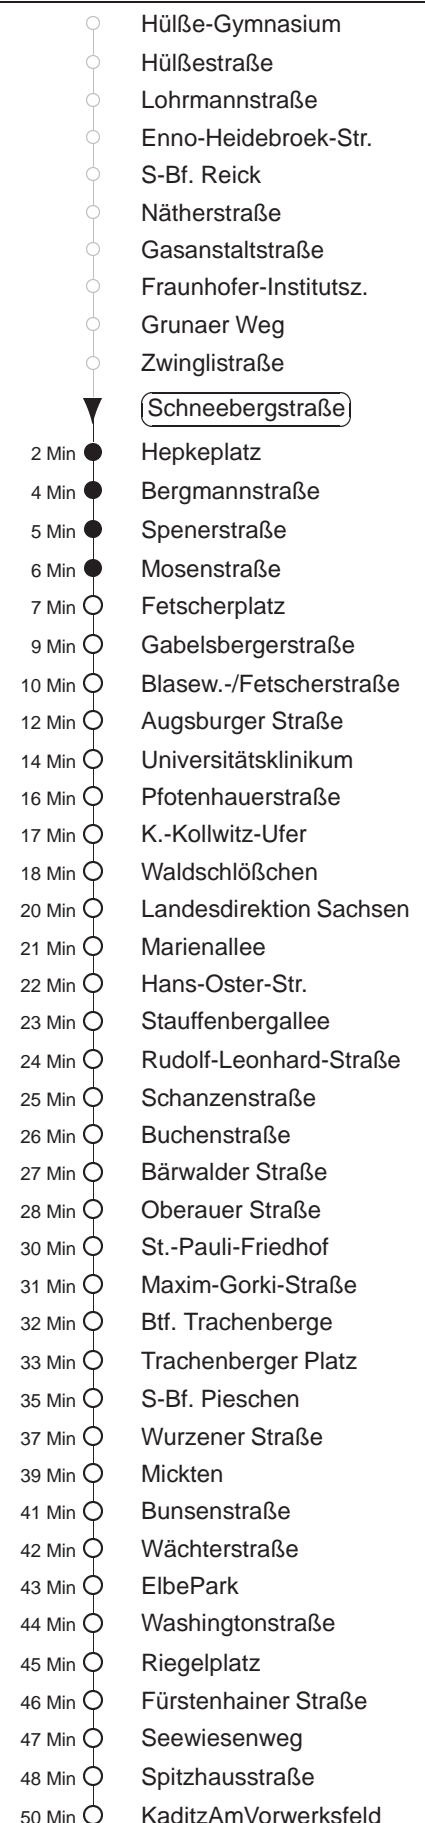 Hülße-Gymnasium
Hülßestraße
Lohrmannstraße
Enno-Heidebroek-Str.
S-Bf. Reick
Nätherstraße
Gasanstaltstraße
Fraunhofer-Institutsz.
Grunaer Weg
Zwinglistraße
Schneebergstraße
2 Min Hepkeplatz
4 Min Bergmannstraße
5 Min Spenerstraße
6 Min Mosenstraße
7 Min Fetscherplatz
9 Min Gabelsbergerstraße
10 Min Blasew.-/Fetscherstraße
12 Min Augsburger Straße
14 Min Universitätsklinikum
16 Min Pfotenhauerstraße
17 Min K.-Kollwitz-Ufer
18 Min Waldschlößchen
20 Min Landesdirektion Sachsen
21 Min Marienallee
22 Min Hans-Oster-Str.
23 Min Stauffenbergallee
24 Min Rudolf-Leonhard-Straße
25 Min Schanzenstraße
26 Min Buchenstraße
27 Min Bärwalder Straße
28 Min Oberauer Straße
30 Min St.-Pauli-Friedhof
31 Min Maxim-Gorki-Straße
32 Min Btf. Trachenberge
33 Min Trachenberger Platz
35 Min S-Bf. Pieschen
37 Min Wurzener Straße
39 Min Mickten
41 Min Bunsenstraße
42 Min Wächterstraße
43 Min ElbePark
44 Min Washingtonstraße
45 Min Riegelplatz
46 Min Fürstenhainer Straße
47 Min Seewiesenweg
48 Min Spitzhausstraße
50 Min KaditzAmVorwerksfeld